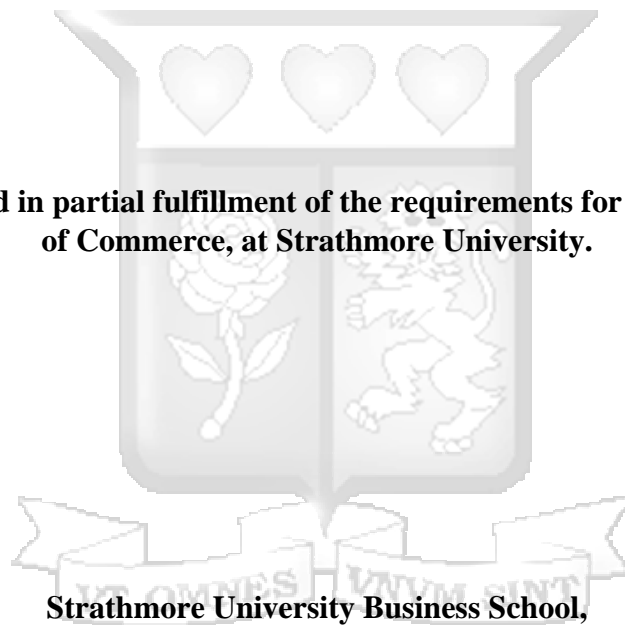 d in partial fulfillment of the requirements for
of Commerce, at Strathmore University.
UT OMNES UNUM SINT
Strathmore University Business School,